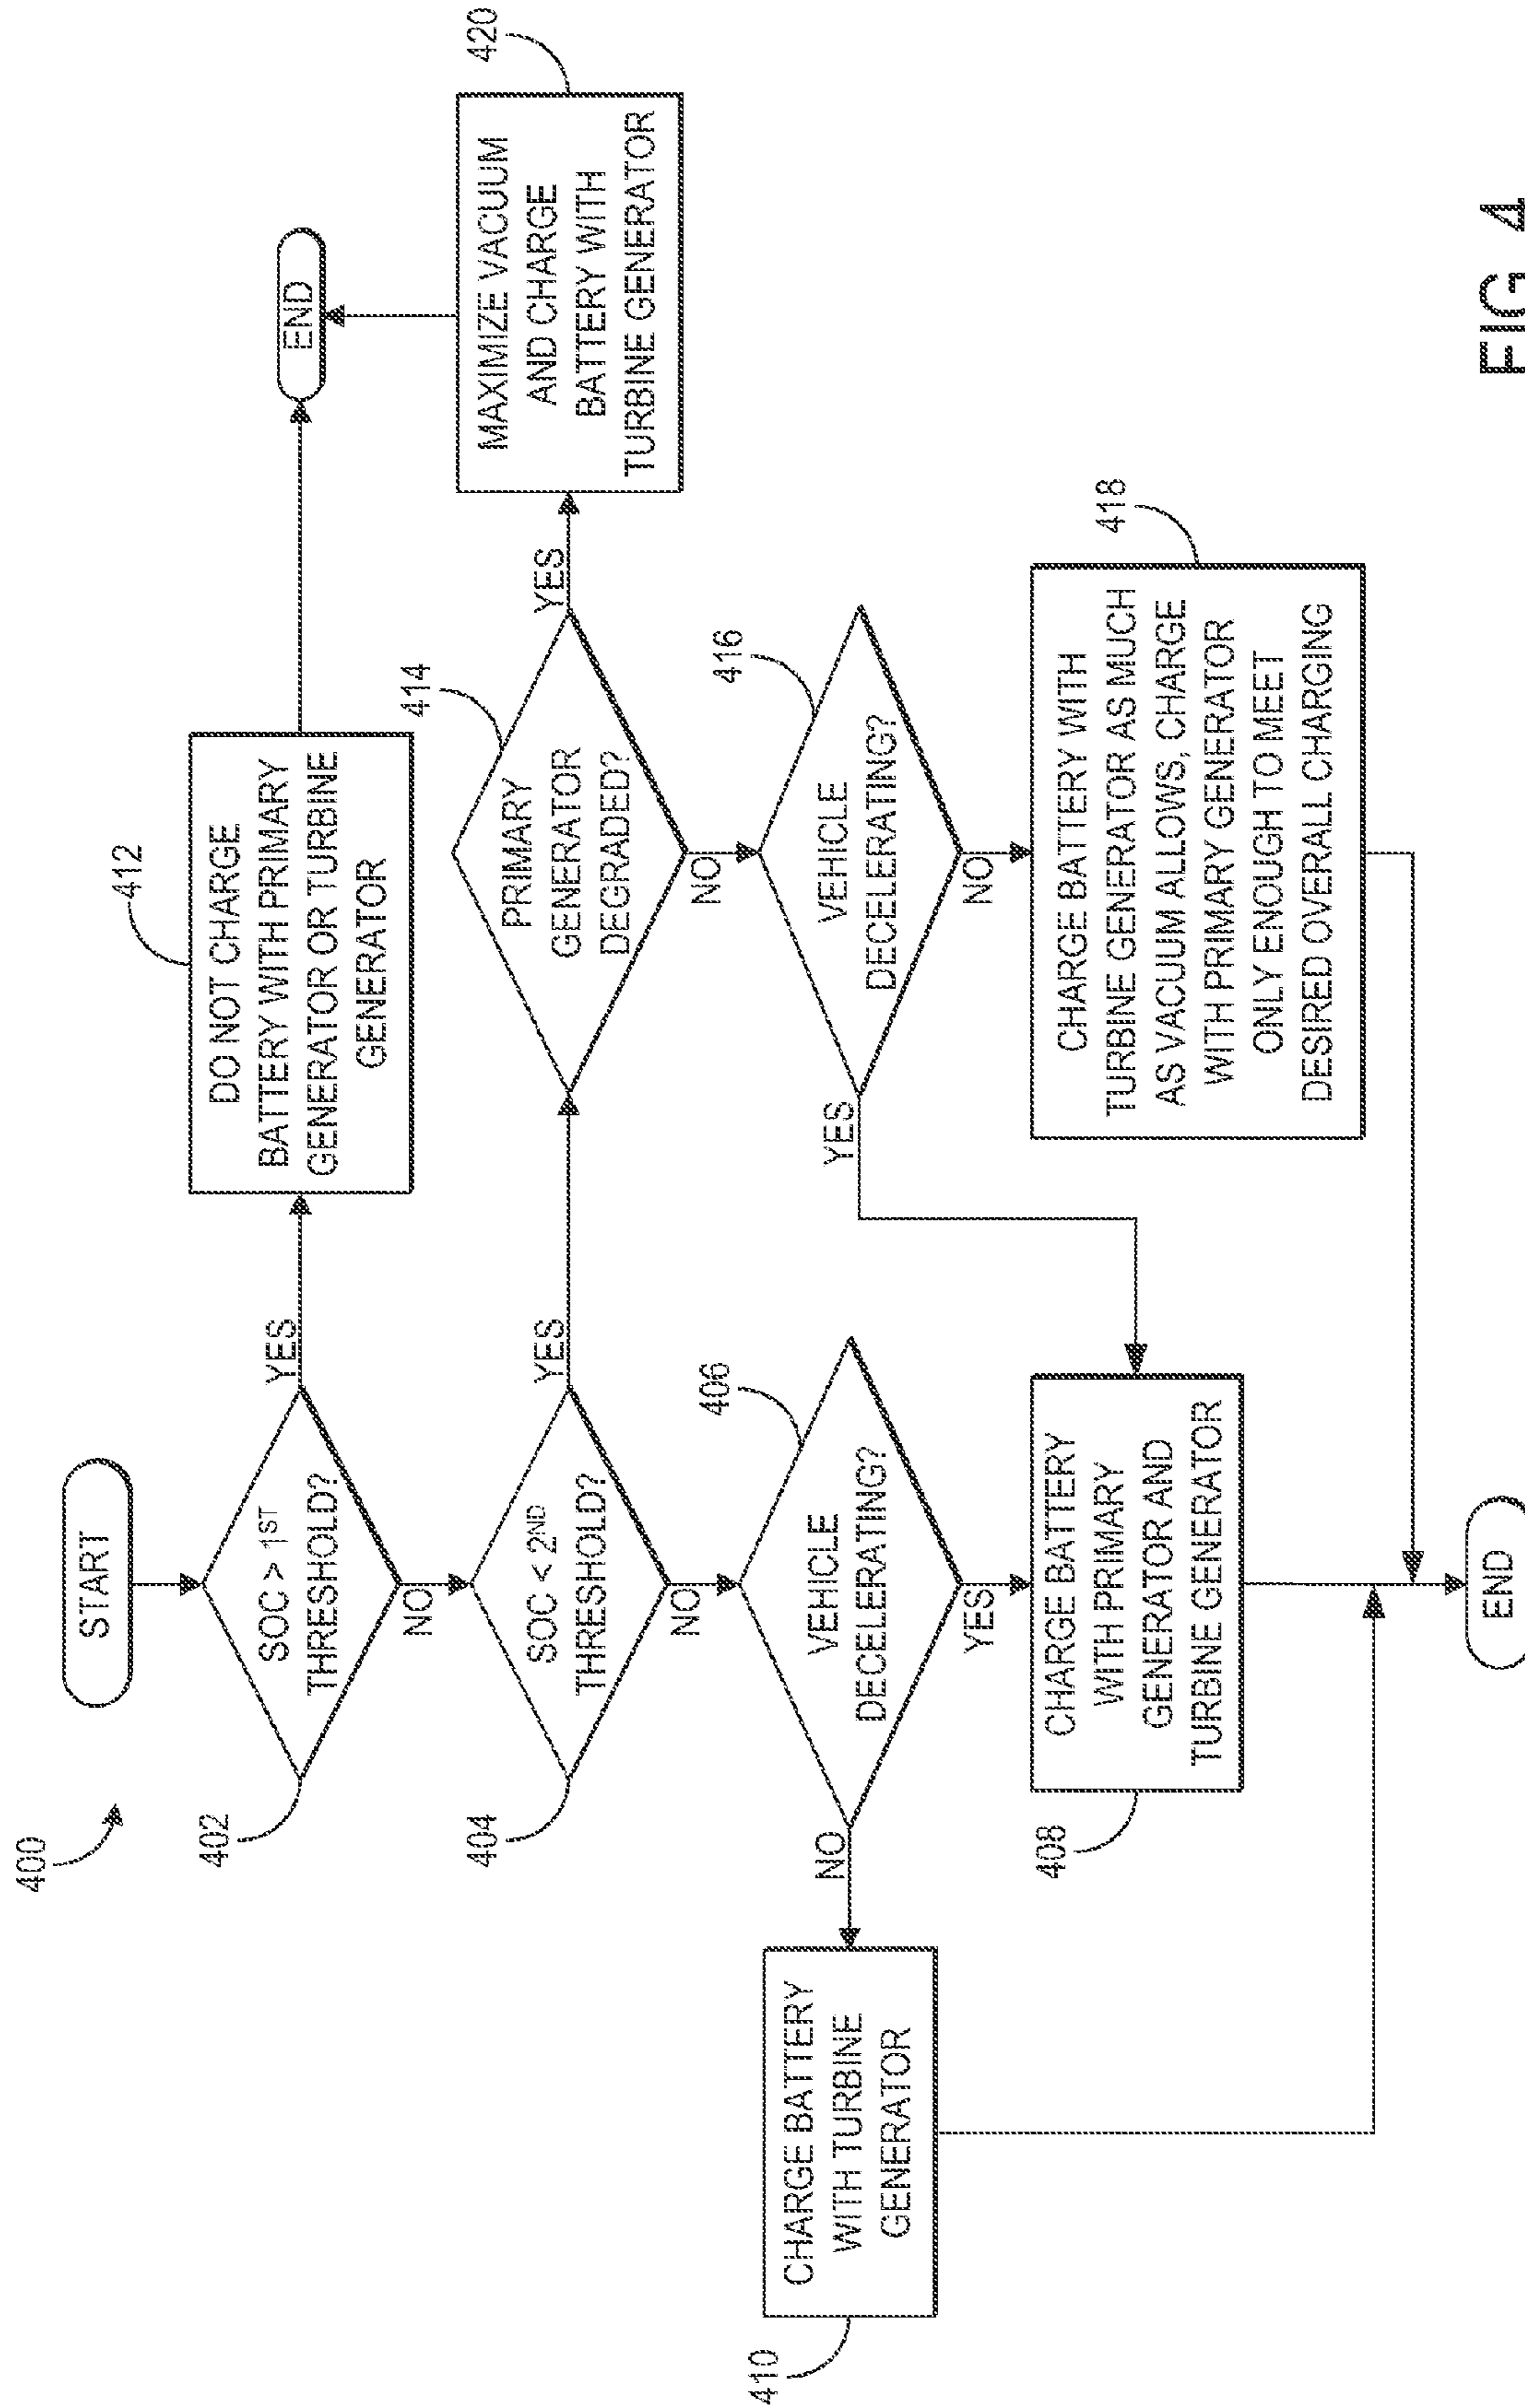 400
START
402
SOC > 1ST
THRESHOLD?
YES
NO
412
DO NOT CHARGE
BATTERY WITH PRIMARY
GENERATOR OR TURBINE
GENERATOR
END
404
SOC < 2ND
THRESHOLD?
YES
NO
414
PRIMARY
GENERATOR
DEGRADED?
YES
NO
420
MAXIMIZE VACUUM
AND CHARGE
BATTERY WITH
TURBINE GENERATOR
406
VEHICLE
DECELERATING?
NO
YES
410
CHARGE BATTERY
WITH TURBINE
GENERATOR
416
VEHICLE
DECELERATING?
YES
NO
408
CHARGE BATTERY
WITH PRIMARY
GENERATOR AND
TURBINE GENERATOR
418
CHARGE BATTERY WITH
TURBINE GENERATOR AS MUCH
AS VACUUM ALLOWS, CHARGE
WITH PRIMARY GENERATOR
ONLY ENOUGH TO MEET
DESIRED OVERALL CHARGING
END
FIG. 4